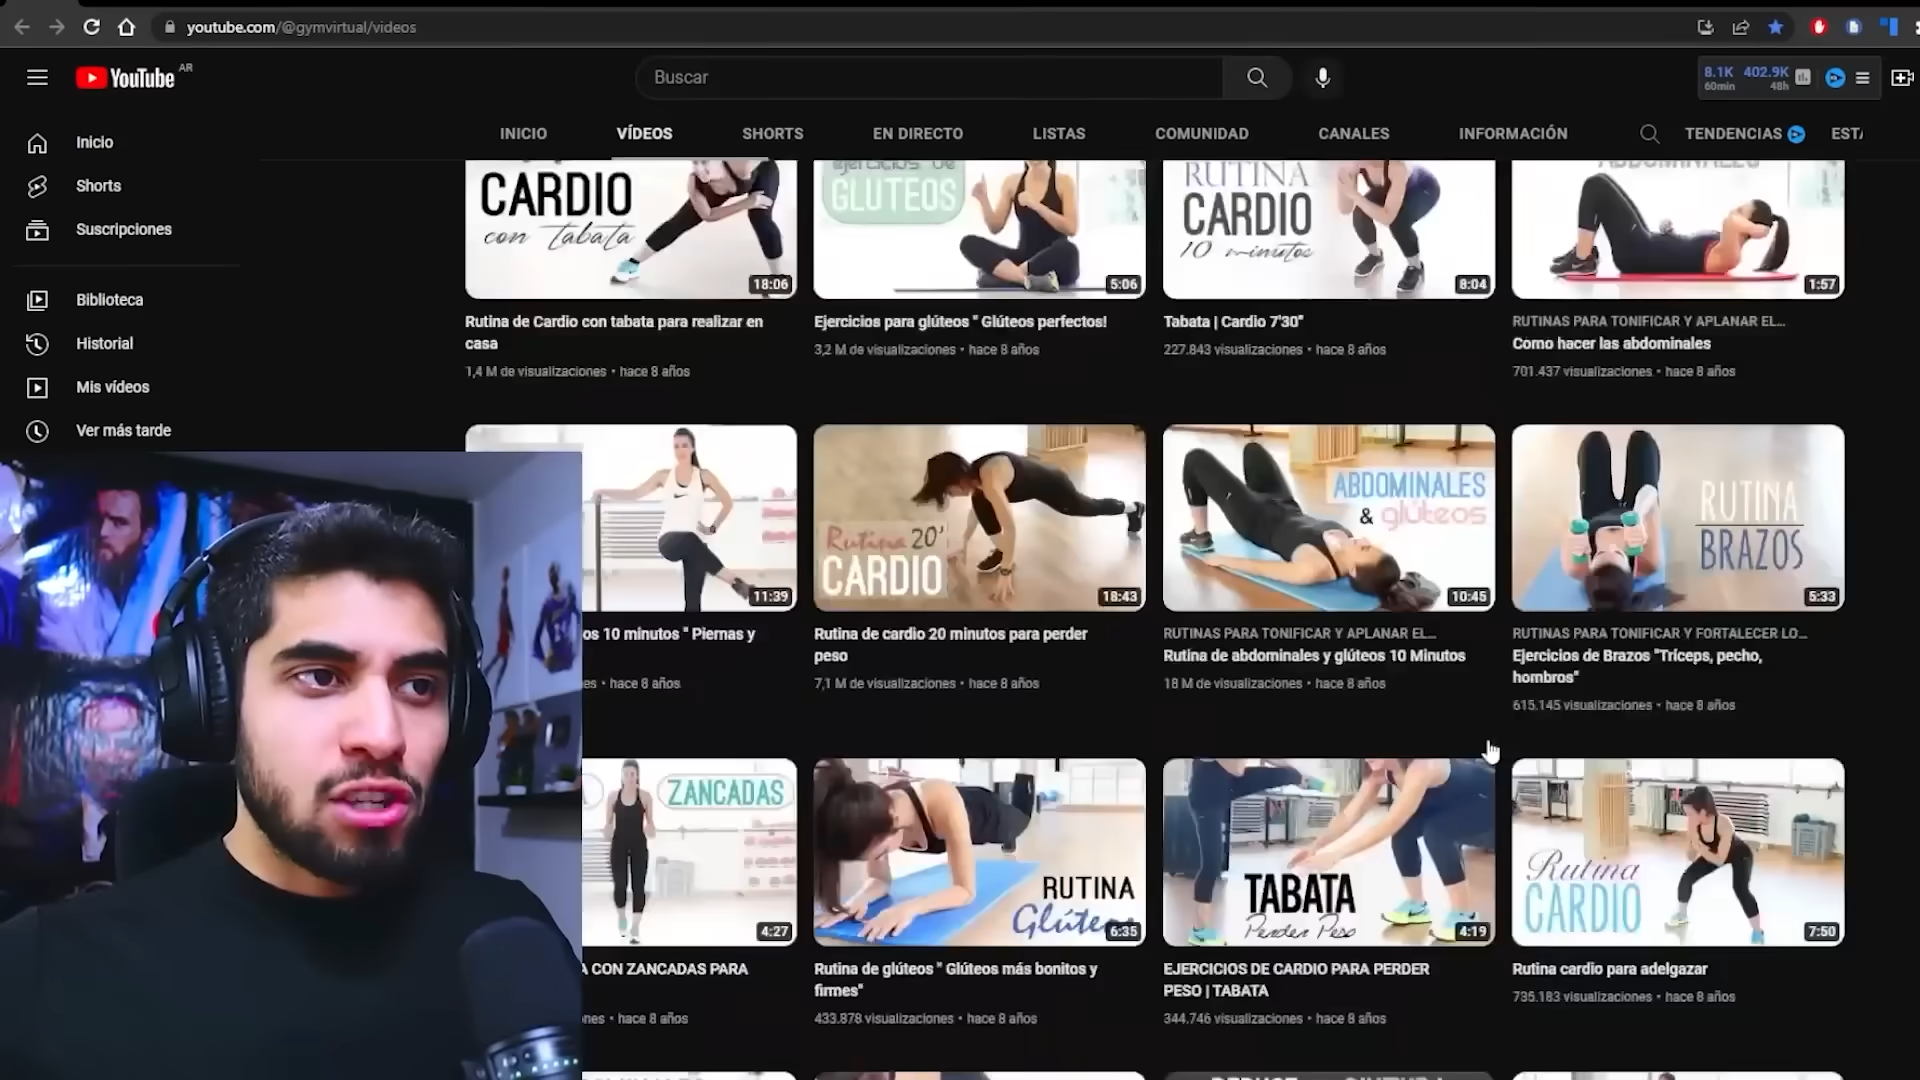 youtube.com/@gymvirtual/videos
YouTube AR
Buscar
8.1K 402.9K
60min 48h
INICIO VÍDEOS SHORTS EN DIRECTO LISTAS COMUNIDAD CANALES INFORMACIÓN TENDENCIAS
Inicio
Shorts
Suscripciones
Biblioteca
Historial
Mis vídeos
Ver más tarde
CARDIO
con tabata
18:06
Rutina de Cardio con tabata para realizar en
casa
1,4 M de visualizaciones • hace 8 años
Ejercicios de
GLUTEOS
5:06
Ejercicios para glúteos " Glúteos perfectos!
3,2 M de visualizaciones • hace 8 años
RUTINA
CARDIO
10 minutos
8:04
Tabata | Cardio 7'30"
227.843 visualizaciones • hace 8 años
ABDOMINALES
1:57
RUTINAS PARA TONIFICAR Y APLANAR EL...
Como hacer las abdominales
701.437 visualizaciones • hace 8 años
11:39
os 10 minutos " Piernas y
es • hace 8 años
Rutina 20'
CARDIO
18:43
Rutina de cardio 20 minutos para perder
peso
7,1 M de visualizaciones • hace 8 años
ABDOMINALES
& glúteos
10:45
RUTINAS PARA TONIFICAR Y APLANAR EL...
Rutina de abdominales y glúteos 10 Minutos
18 M de visualizaciones • hace 8 años
RUTINA
BRAZOS
5:33
RUTINAS PARA TONIFICAR Y FORTALECER LO...
Ejercicios de Brazos "Tríceps, pecho,
hombros"
615.145 visualizaciones • hace 8 años
ZANCADAS
4:27
A CON ZANCADAS PARA
nes • hace 8 años
RUTINA
Glúteos
6:35
Rutina de glúteos " Glúteos más bonitos y
firmes"
433.878 visualizaciones • hace 8 años
TABATA
Perder Peso
4:19
EJERCICIOS DE CARDIO PARA PERDER
PESO | TABATA
344.746 visualizaciones • hace 8 años
Rutina
CARDIO
7:50
Rutina cardio para adelgazar
735.183 visualizaciones • hace 8 años